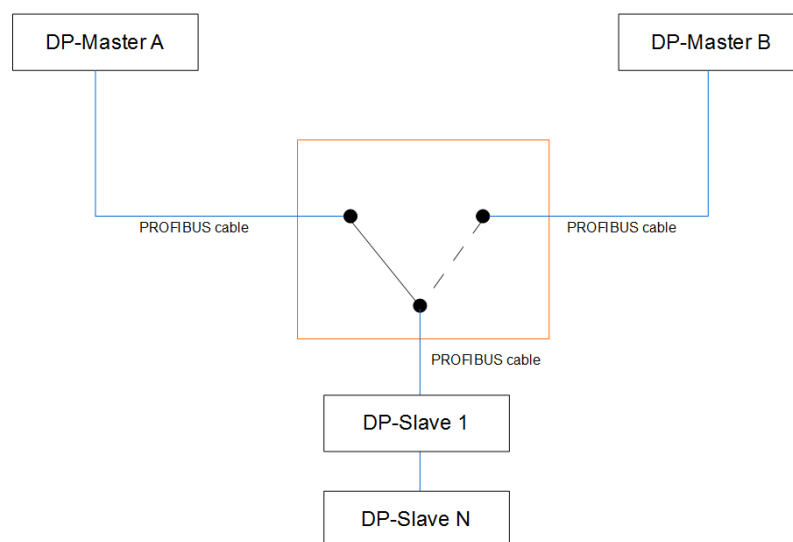 DP-Master A
DP-Master B
PROFIBUS cable
PROFIBUS cable
PROFIBUS cable
DP-Slave 1
DP-Slave N